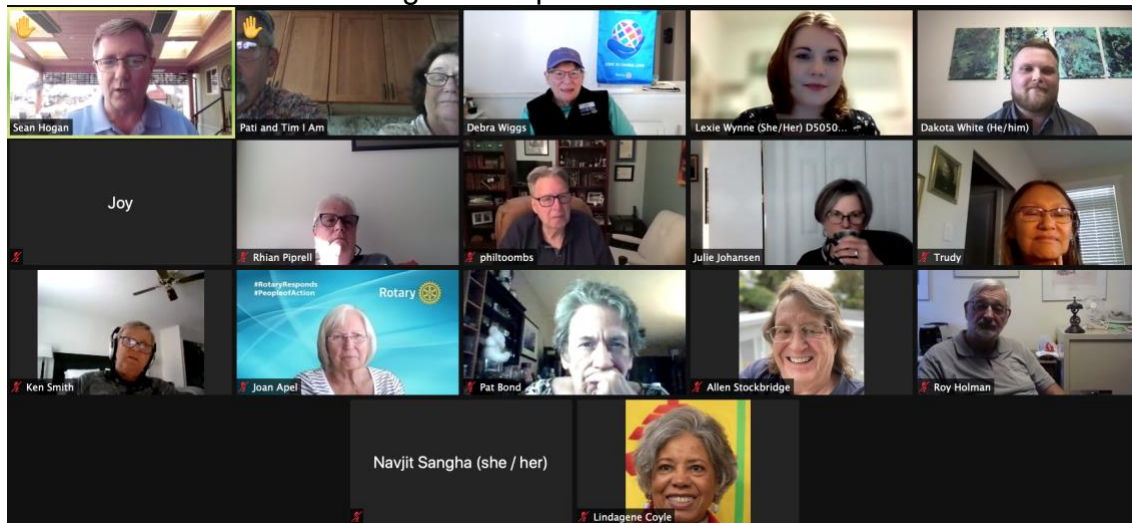 Sean Hogan
Pati and Tim I Am
Debra Wiggs
Lexie Wynne (She/Her) D5050...
Dakota White (He/him)
Joy
Rhian Piprell
philtoombs
Julie Johansen
Trudy
Ken Smith
#RotaryResponds
#PeopleofAction
Rotary
Joan Apel
Pat Bond
Allen Stockbridge
Roy Holman
Navjit Sangha (she / her)
Lindagene Coyle